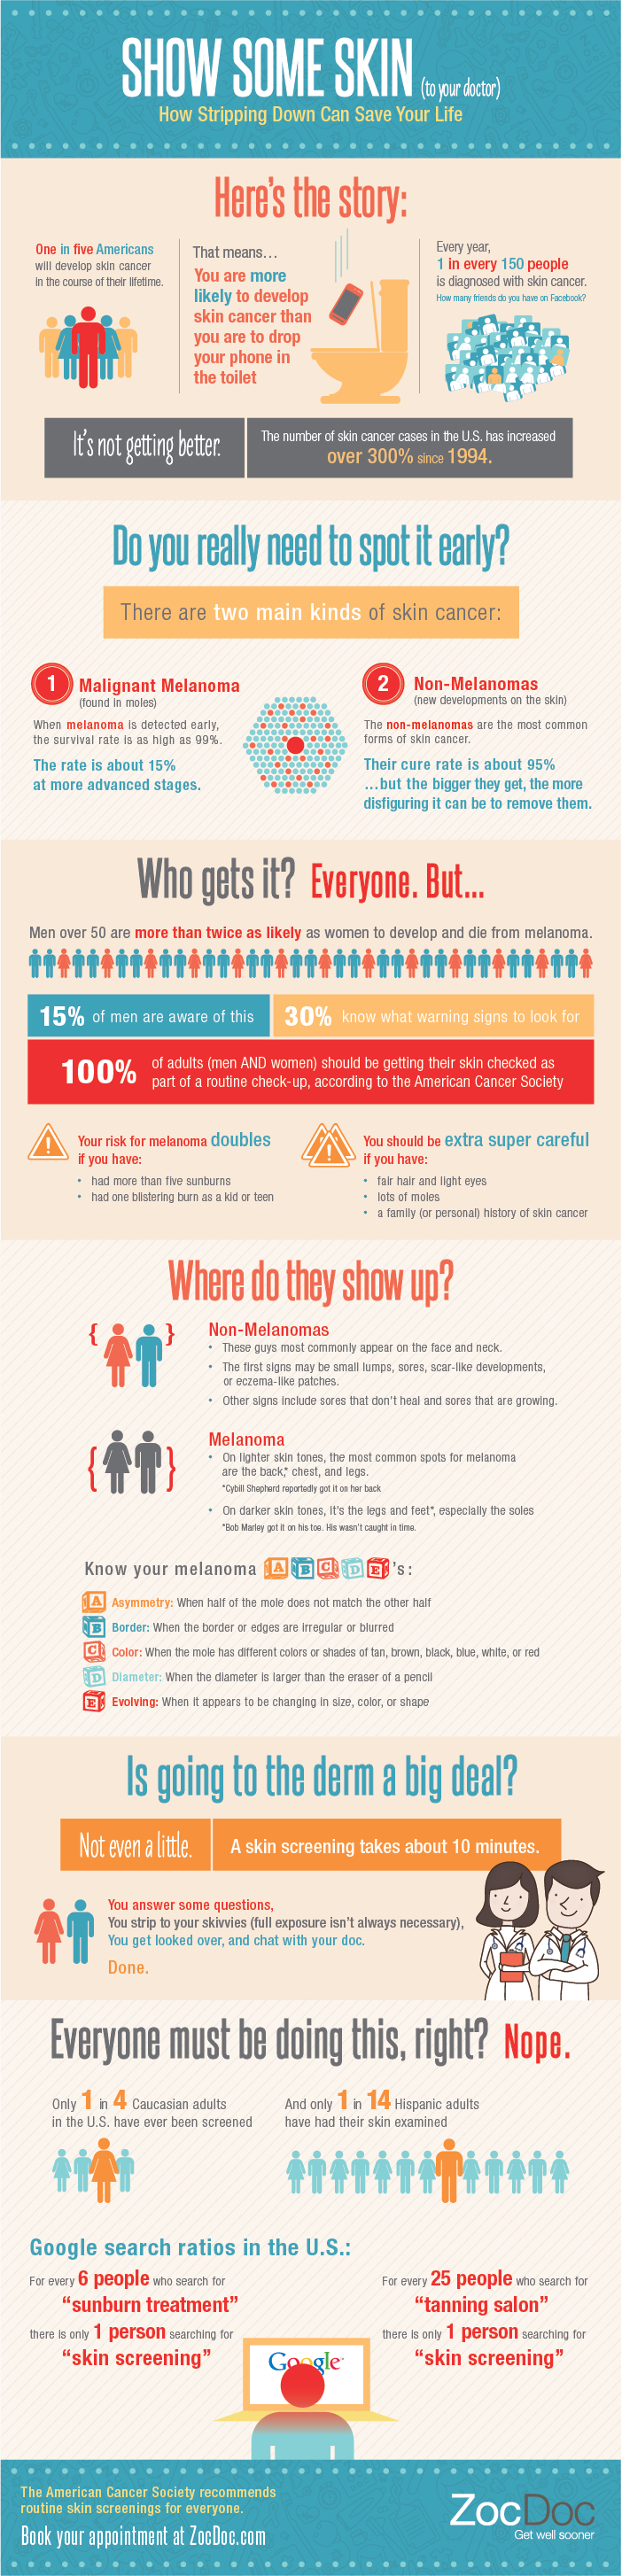 SHOW SOME SKIN (to your doctor)
How Stripping Down Can Save Your Life
Here's the story:
One in five Americans
will develop skin cancer
in the course of their lifetime.
That means...
You are more
likely to develop
skin cancer than
you are to drop
your phone in
the toilet
Every year,
1 in every 150 people
is diagnosed with skin cancer.
How many friends do you have on Facebook?
It's not getting better.
The number of skin cancer cases in the U.S. has increased
over 300% since 1994.
Do you really need to spot it early?
There are two main kinds of skin cancer:
1 Malignant Melanoma
(found in moles)
When melanoma is detected early,
the survival rate is as high as 99%.
The rate is about 15%
at more advanced stages.
2 Non-Melanomas
(new developments on the skin)
The non-melanomas are the most common
forms of skin cancer.
Their cure rate is about 95%
...but the bigger they get, the more
disfiguring it can be to remove them.
Who gets it? Everyone. But...
Men over 50 are more than twice as likely as women to develop and die from melanoma.
15% of men are aware of this
30% know what warning signs to look for
100% of adults (men AND women) should be getting their skin checked as
part of a routine check-up, according to the American Cancer Society
Your risk for melanoma doubles
if you have:
• had more than five sunburns
• had one blistering burn as a kid or teen
You should be extra super careful
if you have:
• fair hair and light eyes
• lots of moles
• a family (or personal) history of skin cancer
Where do they show up?
Non-Melanomas
• These guys most commonly appear on the face and neck.
• The first signs may be small lumps, sores, scar-like developments,
or eczema-like patches.
• Other signs include sores that don't heal and sores that are growing.
Melanoma
• On lighter skin tones, the most common spots for melanoma
are the back,* chest, and legs.
*Cybill Shepherd reportedly got it on her back
• On darker skin tones, it's the legs and feet*, especially the soles
*Bob Marley got it on his toe. His wasn't caught in time.
Know your melanoma A B C D E 's:
A Asymmetry: When half of the mole does not match the other half
B Border: When the border or edges are irregular or blurred
C Color: When the mole has different colors or shades of tan, brown, black, blue, white, or red
D Diameter: When the diameter is larger than the eraser of a pencil
E Evolving: When it appears to be changing in size, color, or shape
Is going to the derm a big deal?
Not even a little.
A skin screening takes about 10 minutes.
You answer some questions,
You strip to your skivvies (full exposure isn't always necessary),
You get looked over, and chat with your doc.
Done.
Everyone must be doing this, right? Nope.
Only 1 in 4 Caucasian adults
in the U.S. have ever been screened
And only 1 in 14 Hispanic adults
have had their skin examined
Google search ratios in the U.S.:
For every 6 people who search for
"sunburn treatment"
there is only 1 person searching for
"skin screening"
For every 25 people who search for
"tanning salon"
there is only 1 person searching for
"skin screening"
Google
The American Cancer Society recommends
routine skin screenings for everyone.
Book your appointment at ZocDoc.com
ZocDoc
Get well sooner